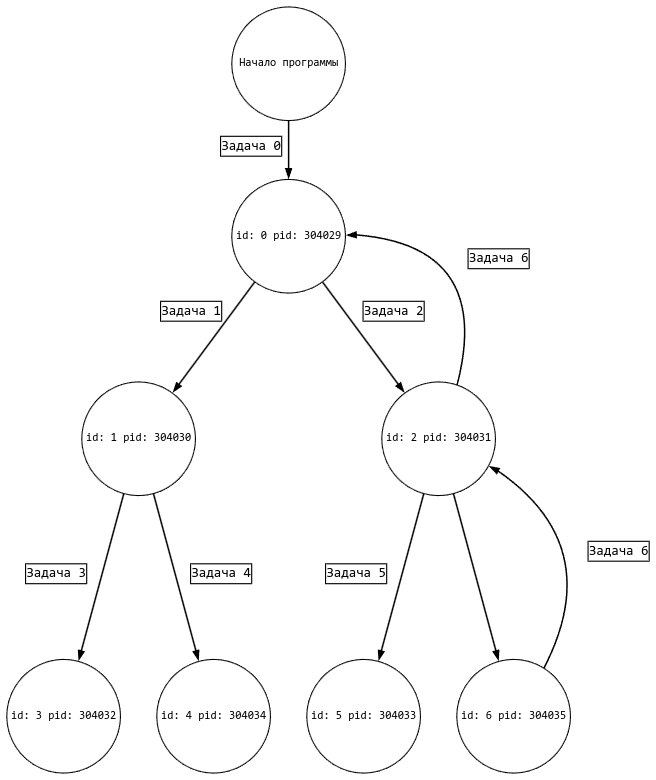 Начало программы
Задача 0
id: 0 pid: 304029
Задача 6
Задача 1
Задача 2
id: 1 pid: 304030
id: 2 pid: 304031
Задача 6
Задача 3
Задача 4
Задача 5
id: 3 pid: 304032
id: 4 pid: 304034
id: 5 pid: 304033
id: 6 pid: 304035